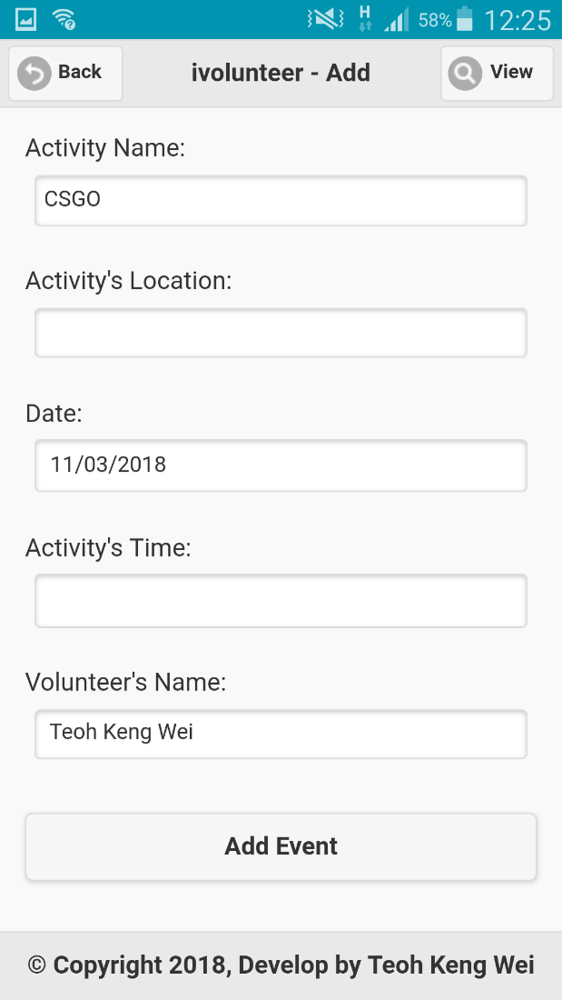 H 58% 12:25
Back ivolunteer - Add View
Activity Name:
CSGO
Activity's Location:
Date:
11/03/2018
Activity's Time:
Volunteer's Name:
Teoh Keng Wei
Add Event
© Copyright 2018, Develop by Teoh Keng Wei